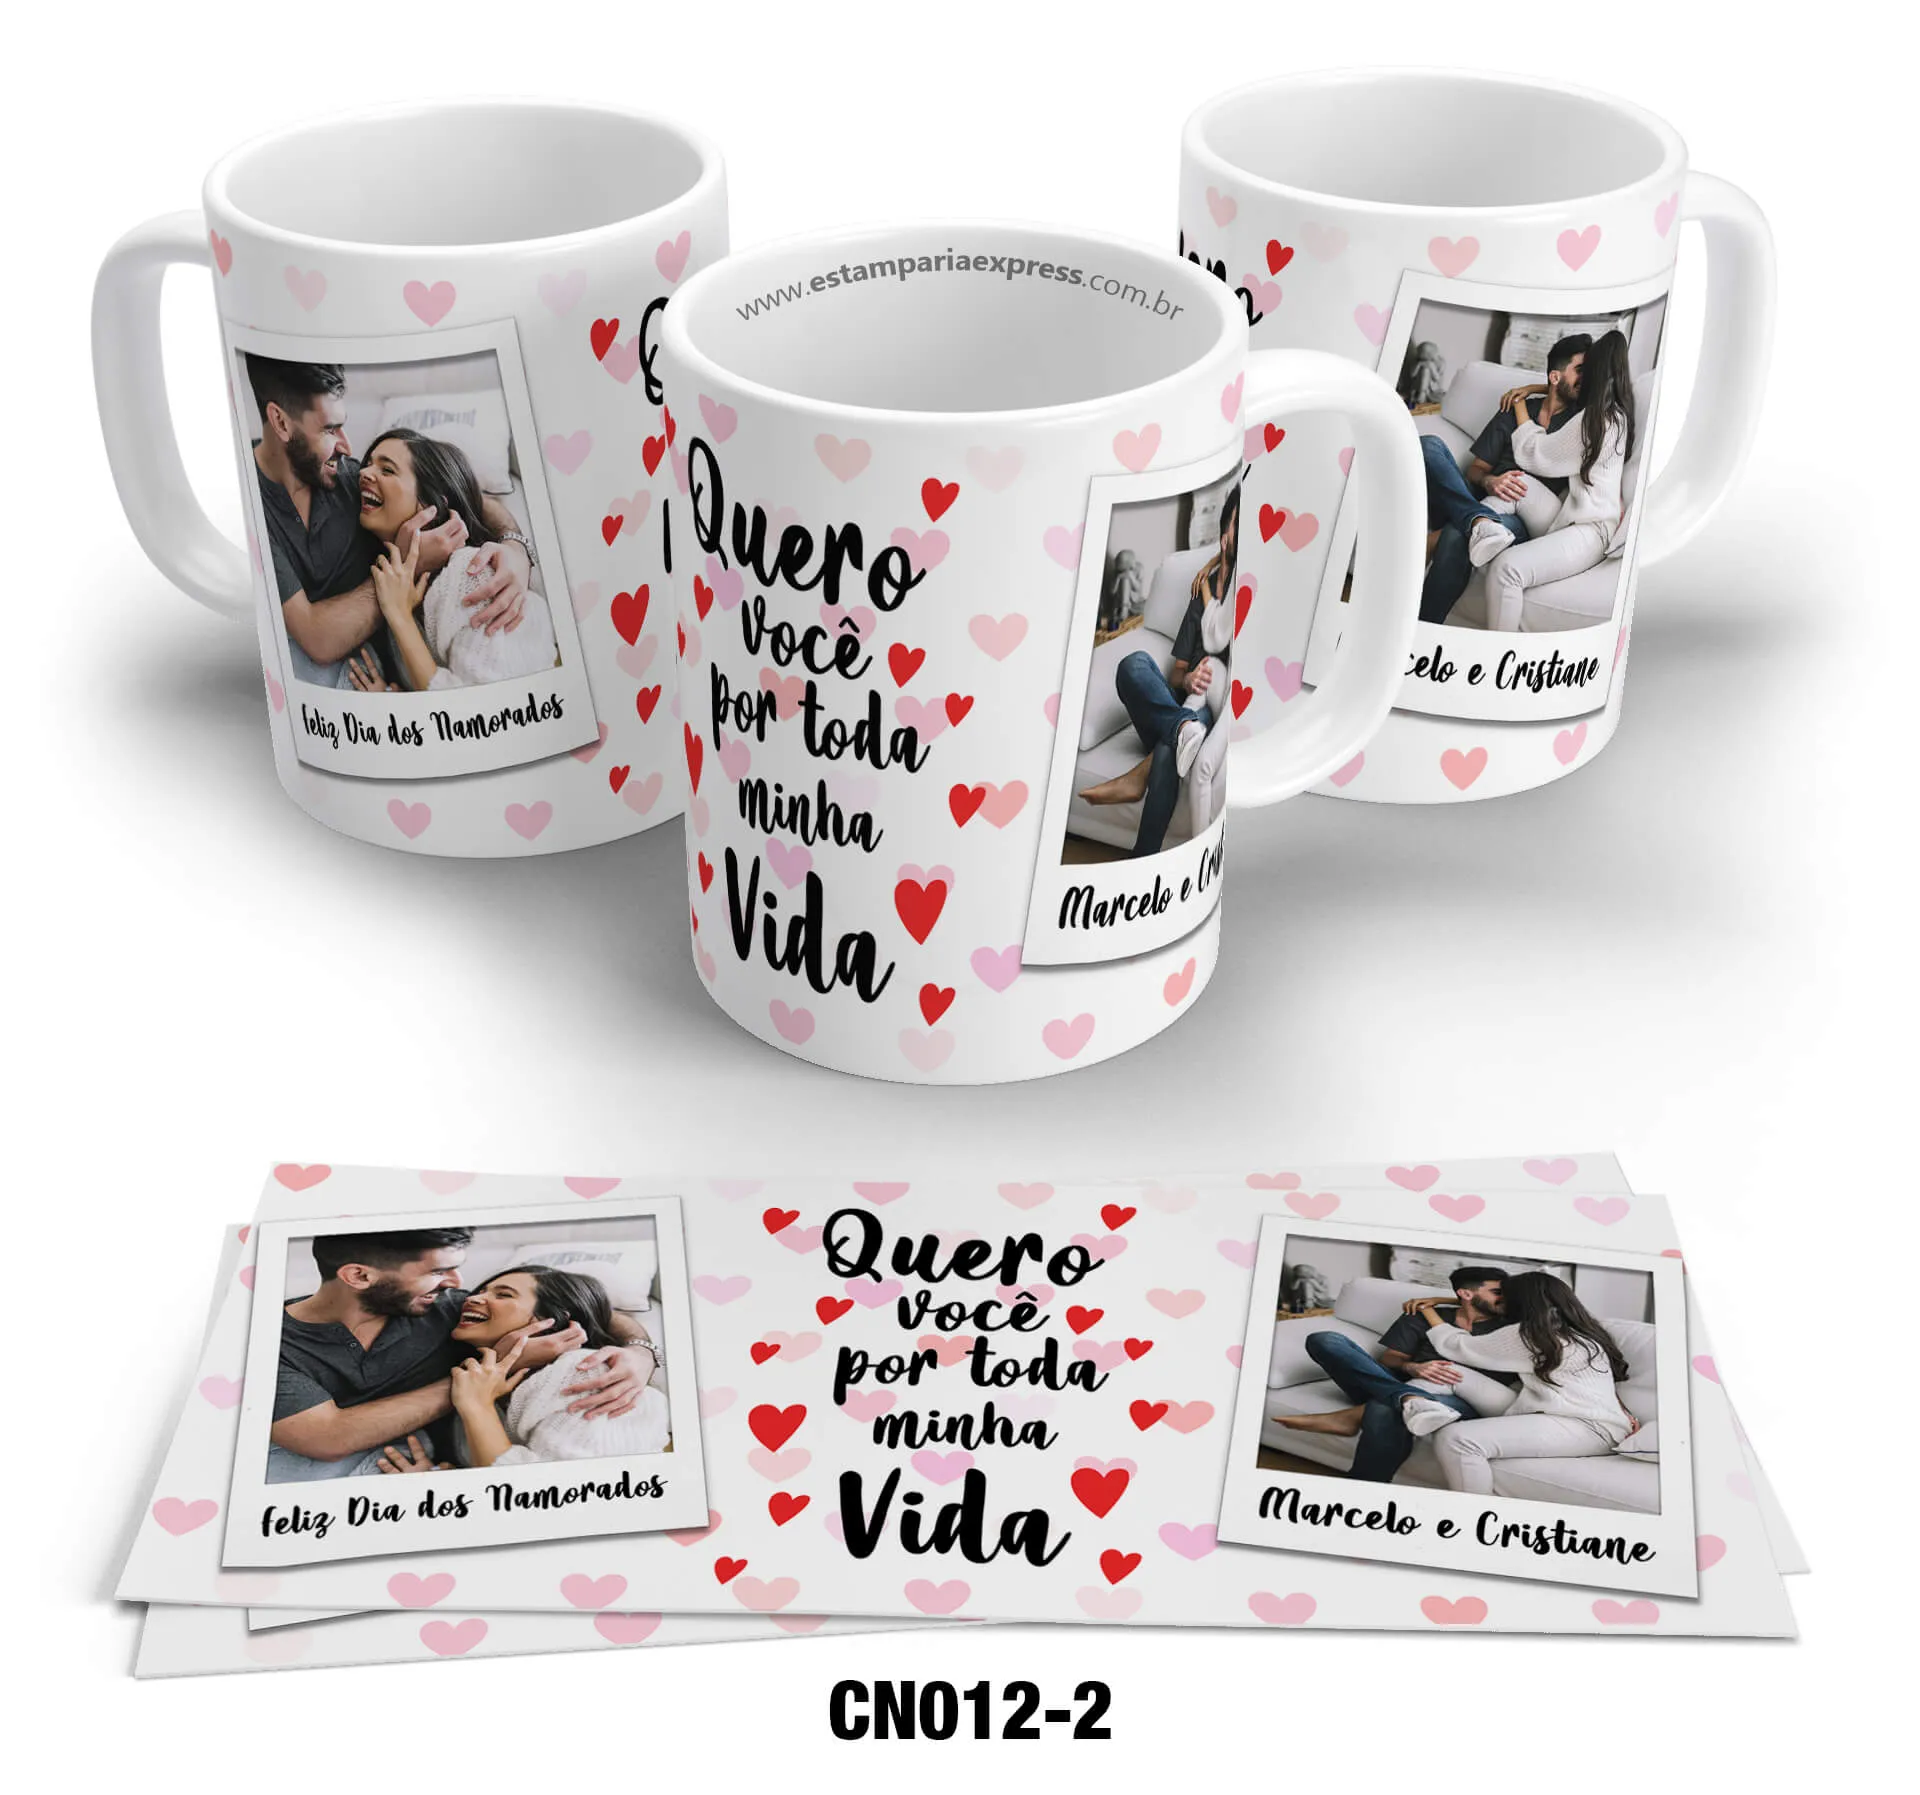 www.estampariaexpress.com.br
Feliz Dia dos Namorados
Quero
você
por toda
minha
Vida
Marcelo e
elo e Cristiane
Quero
você
por toda
minha
Vida
Feliz Dia dos Namorados
Marcelo e Cristiane
CN012-2